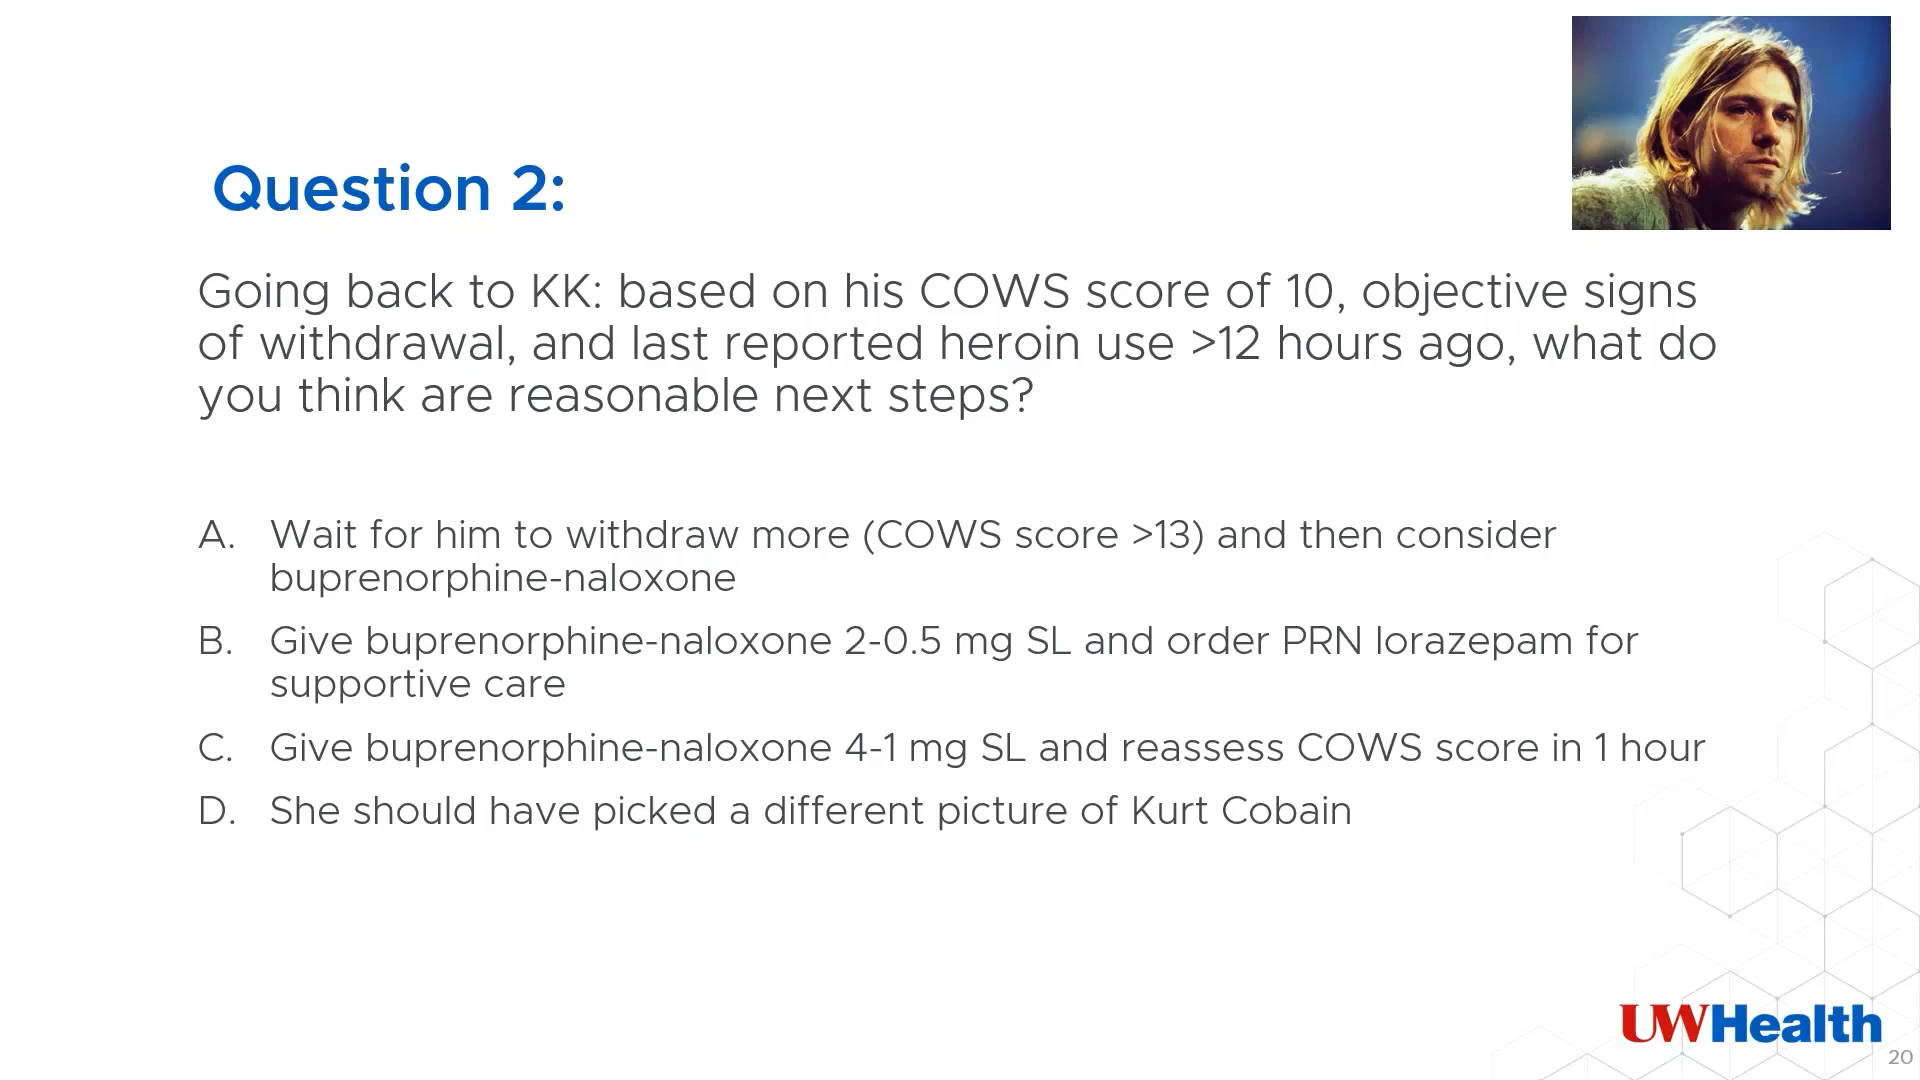 Question 2:
Going back to KK: based on his COWS score of 10, objective signs
of withdrawal, and last reported heroin use >12 hours ago, what do
you think are reasonable next steps?
A. Wait for him to withdraw more (COWS score >13) and then consider
buprenorphine-naloxone
B. Give buprenorphine-naloxone 2-0.5 mg SL and order PRN lorazepam for
supportive care
C. Give buprenorphine-naloxone 4-1 mg SL and reassess COWS score in 1 hour
D. She should have picked a different picture of Kurt Cobain
UWHealth
20